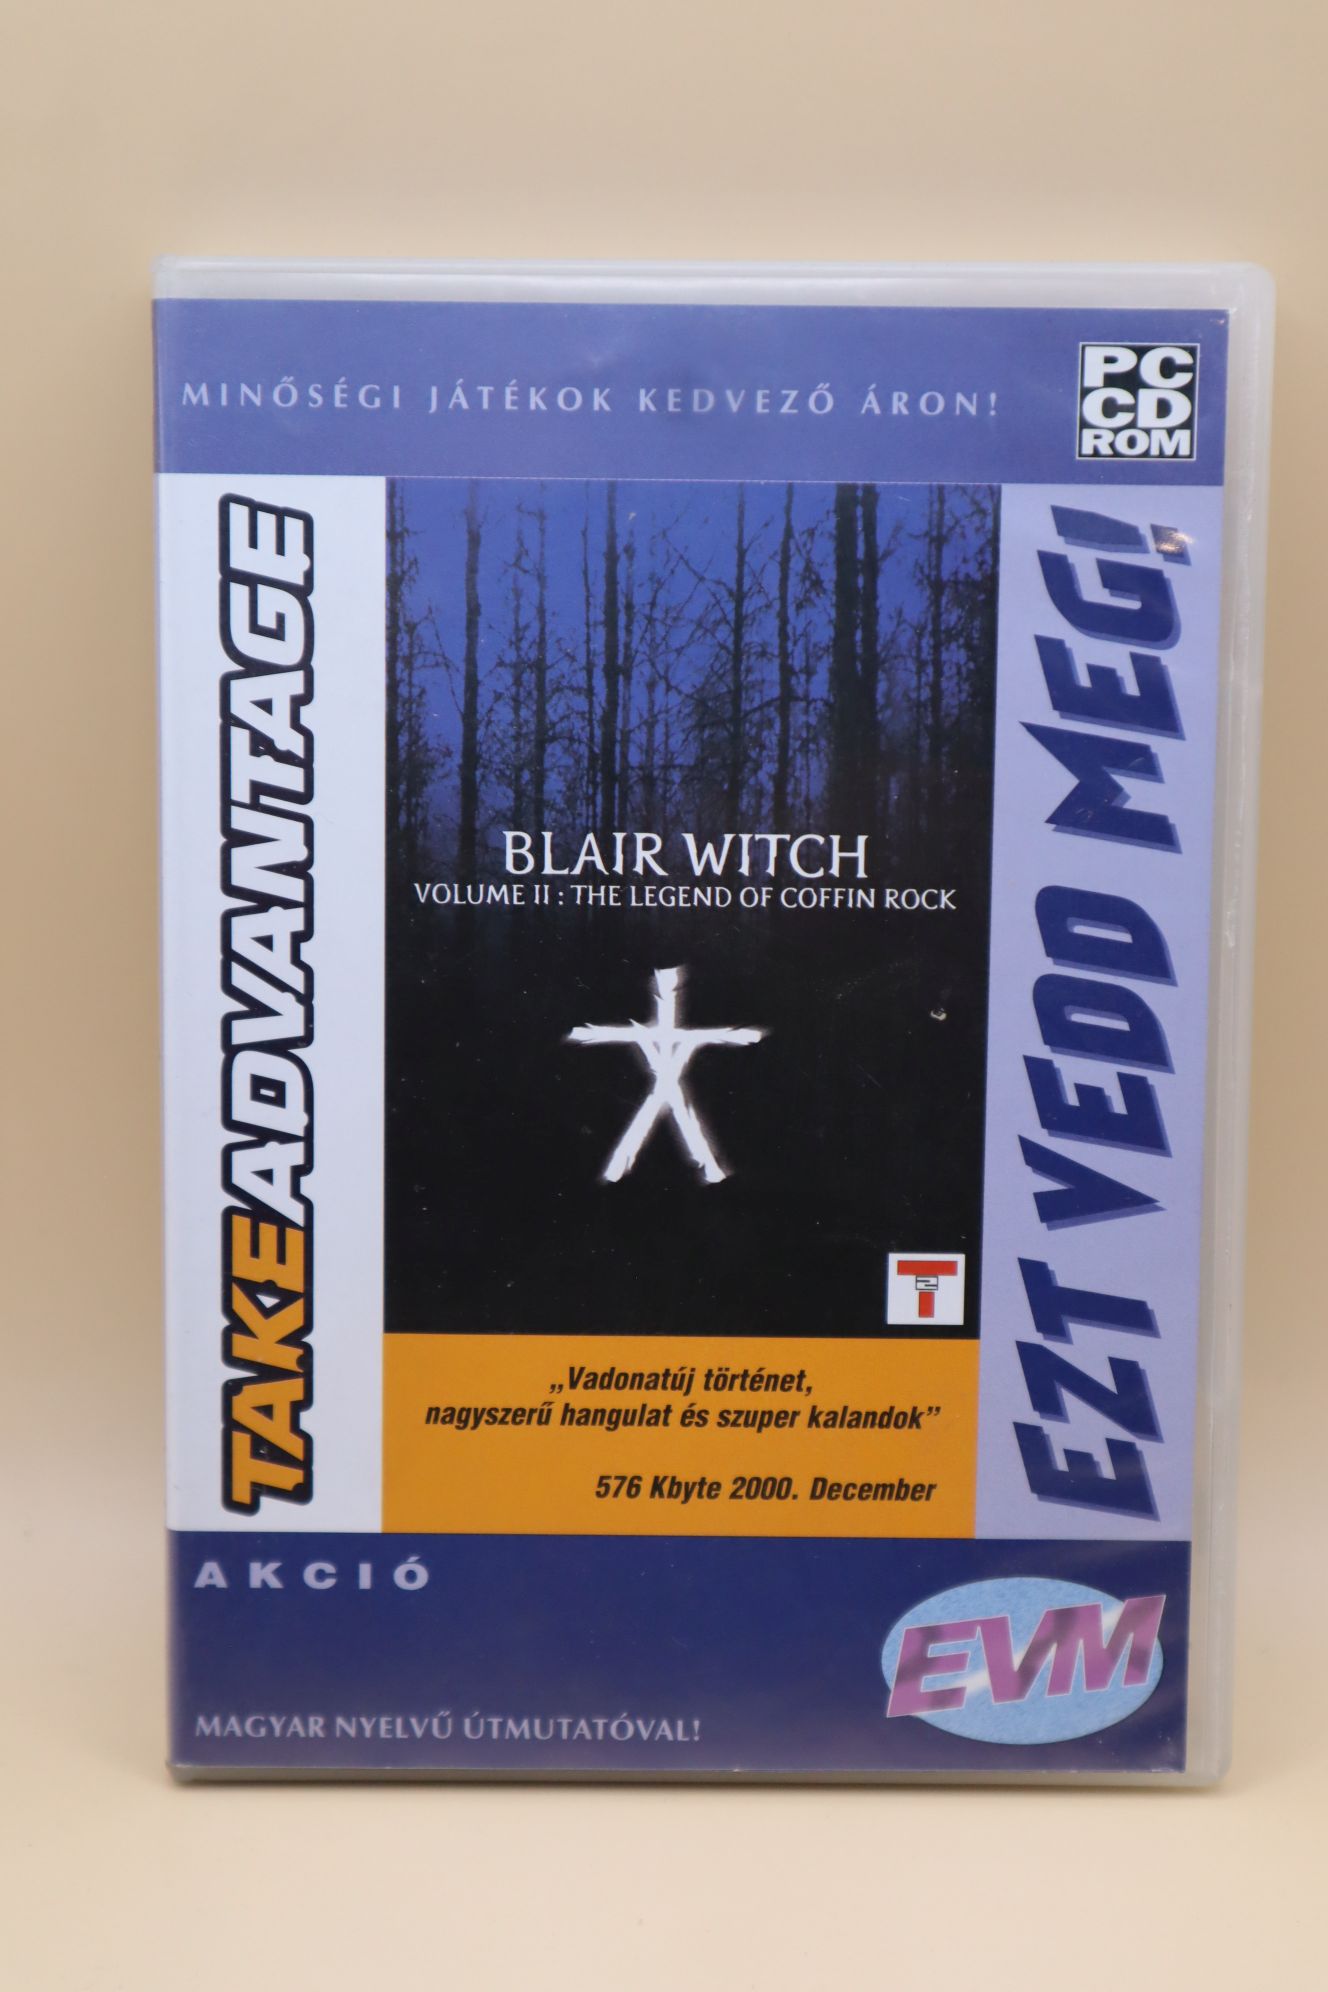 MINŐSÉGI JÁTÉKOK KEDVEZŐ ÁRON!
PC
CD
ROM
TAKEADVANTAGE
EZT VEDD MEG!
BLAIR WITCH
VOLUME II : THE LEGEND OF COFFIN ROCK
T2T
„Vadonatúj történet,
nagyszerű hangulat és szuper kalandok”
576 Kbyte 2000. December
AKCIÓ
EVM
MAGYAR NYELVŰ ÚTMUTATÓVAL!